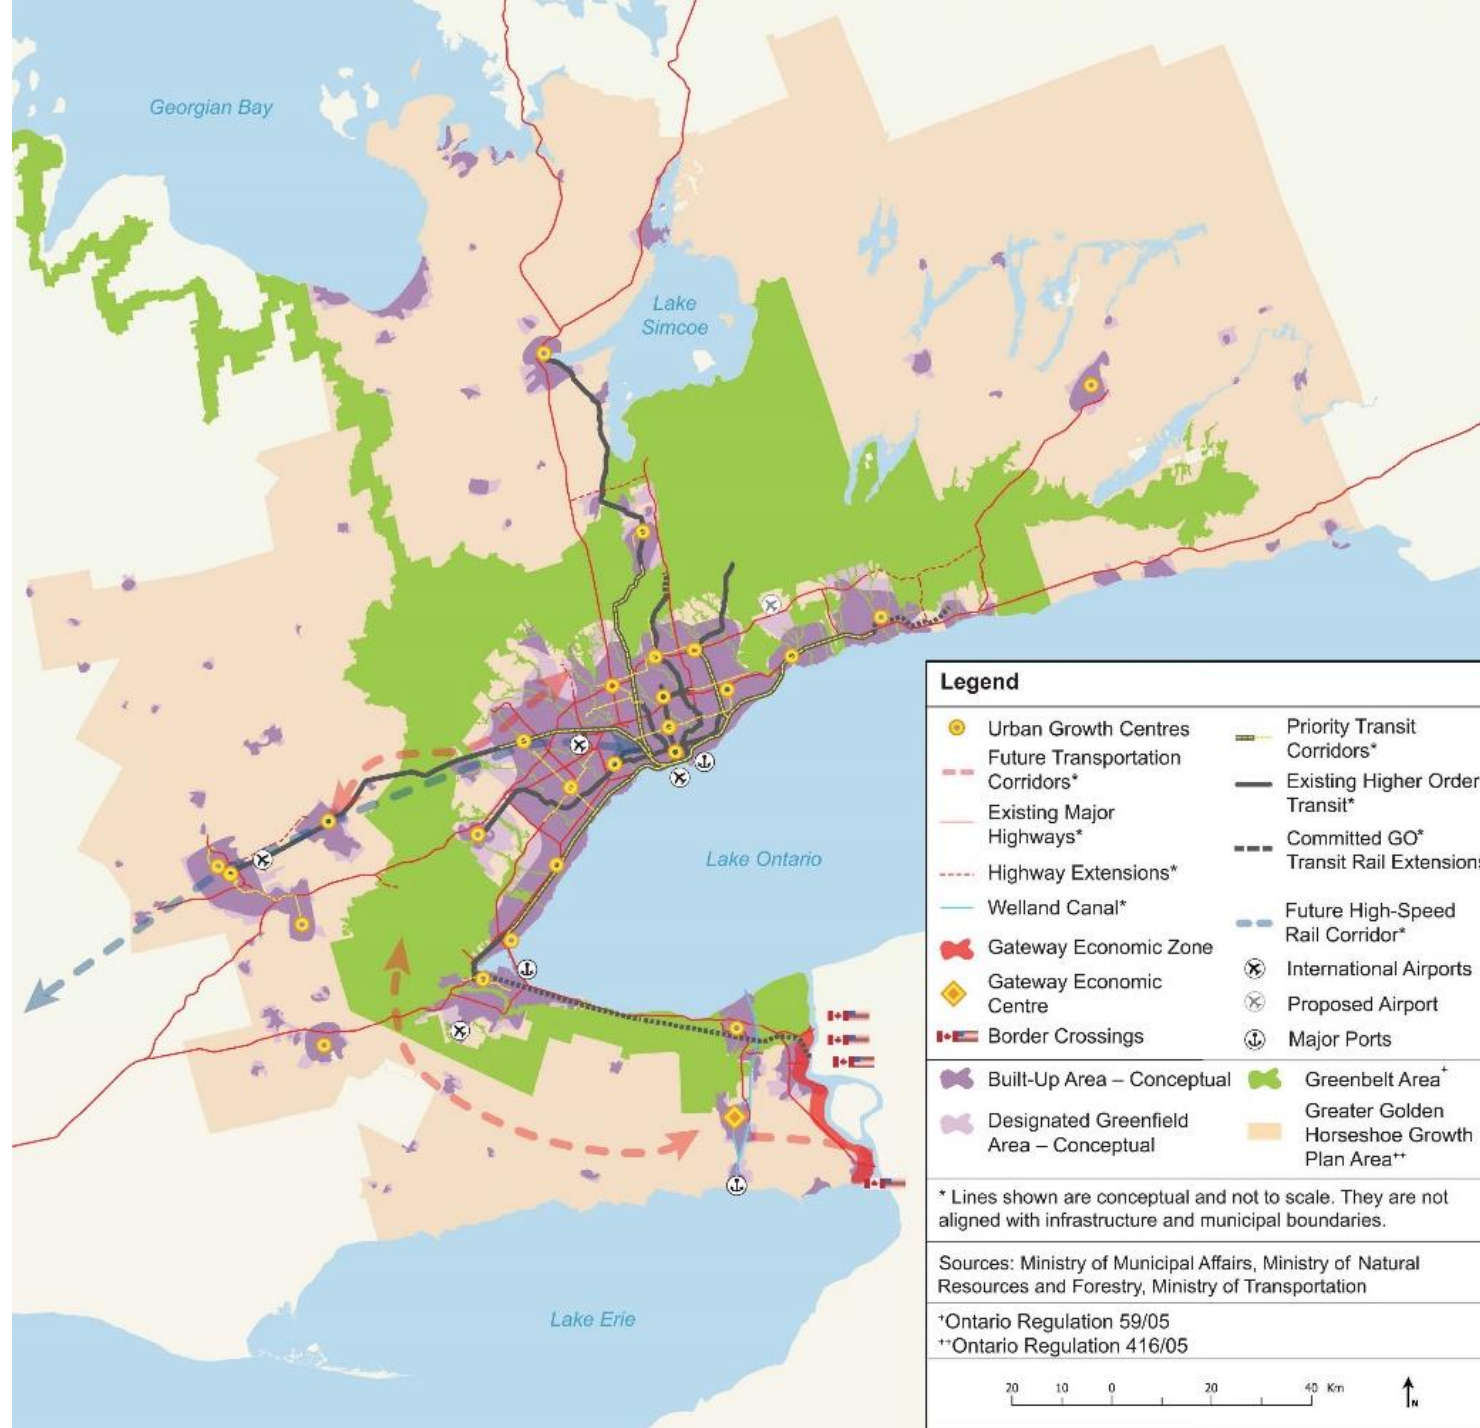 Georgian Bay
Lake
Simcoe
Lake Ontario
Lake Erie
Legend
Urban Growth Centres
Future Transportation
Corridors*
Existing Major
Highways*
Highway Extensions*
Welland Canal*
Gateway Economic Zone
Gateway Economic
Centre
Border Crossings
Priority Transit
Corridors*
Existing Higher Order
Transit*
Committed GO*
Transit Rail Extensions
Future High-Speed
Rail Corridor*
International Airports
Proposed Airport
Major Ports
Built-Up Area – Conceptual
Designated Greenfield
Area – Conceptual
Greenbelt Area+
Greater Golden
Horseshoe Growth
Plan Area++
* Lines shown are conceptual and not to scale. They are not
aligned with infrastructure and municipal boundaries.
Sources: Ministry of Municipal Affairs, Ministry of Natural
Resources and Forestry, Ministry of Transportation
+Ontario Regulation 59/05
++Ontario Regulation 416/05
20 10 0 20 40 Km
N